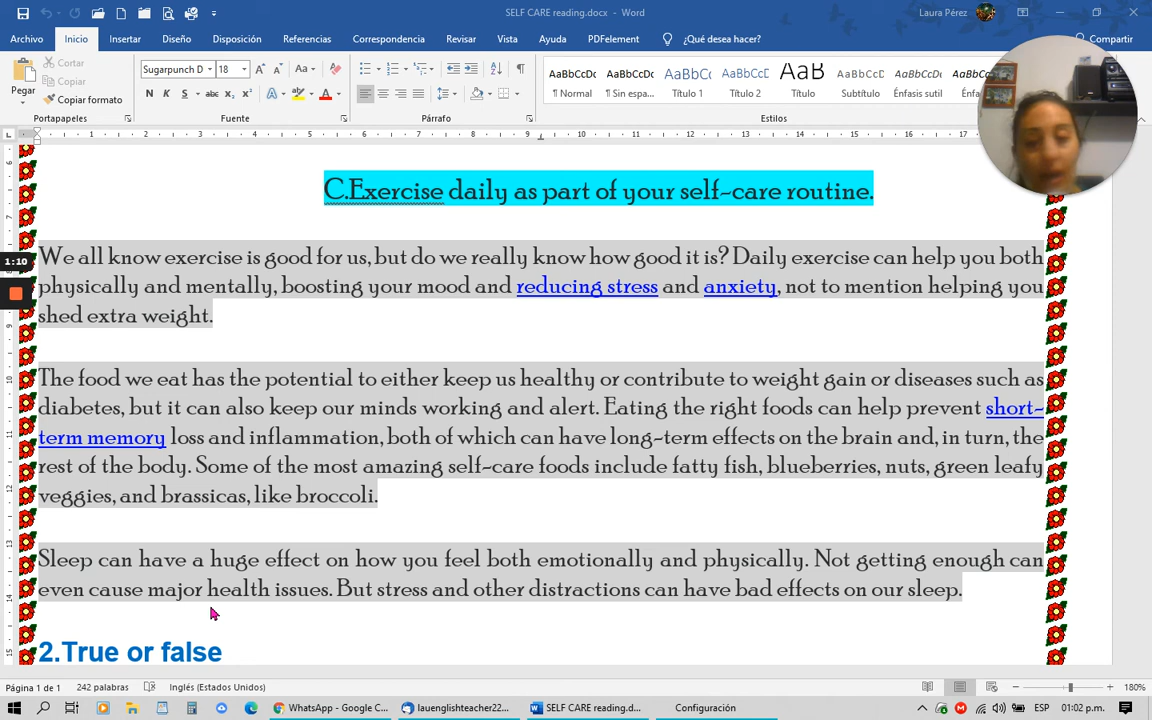 SELF CARE reading.docx - Word
Laura Pérez
Archivo Inicio Insertar Diseño Disposición Referencias Correspondencia Revisar Vista Ayuda PDFelement ¿Qué desea hacer? Compartir
Pegar
Cortar
Copiar
Copiar formato
Portapapeles
Sugarpunch D 18
Fuente
Párrafo
AaBbCcDc AaBbCcDc AaBbCc AaBbCcD AaB AaBbCcD AaBbCcDc
¶ Normal ¶ Sin espa... Título 1 Título 2 Título Subtítulo Énfasis sutil
Estilos
C.Exercise daily as part of your self-care routine.
We all know exercise is good for us, but do we really know how good it is? Daily exercise can help you both
physically and mentally, boosting your mood and reducing stress and anxiety, not to mention helping you
shed extra weight.
The food we eat has the potential to either keep us healthy or contribute to weight gain or diseases such as
diabetes, but it can also keep our minds working and alert. Eating the right foods can help prevent short-
term memory loss and inflammation, both of which can have long-term effects on the brain and, in turn, the
rest of the body. Some of the most amazing self-care foods include fatty fish, blueberries, nuts, green leafy
veggies, and brassicas, like broccoli.
Sleep can have a huge effect on how you feel both emotionally and physically. Not getting enough can
even cause major health issues. But stress and other distractions can have bad effects on our sleep.
2.True or false
1:10
Página 1 de 1 242 palabras Inglés (Estados Unidos) 180%
WhatsApp - Google C... lauenglishteacher22... SELF CARE reading.d... Configuración ESP 01:02 p.m.